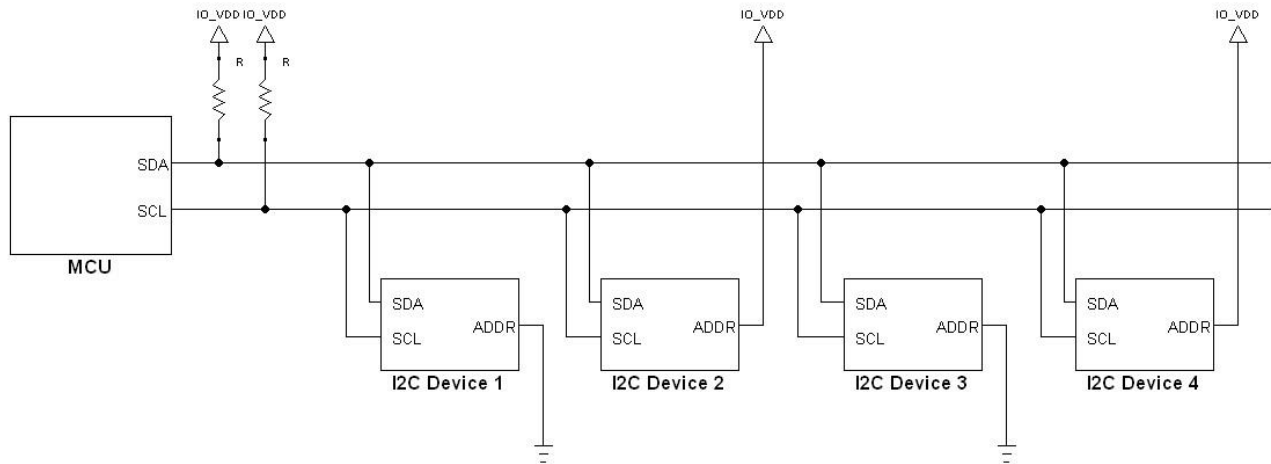 IO_VDD IO_VDD IO_VDD IO_VDD
R R
SDA
SCL
MCU
SDA SDA SDA SDA
ADDR ADDR ADDR ADDR
SCL SCL SCL SCL
I2C Device 1 I2C Device 2 I2C Device 3 I2C Device 4